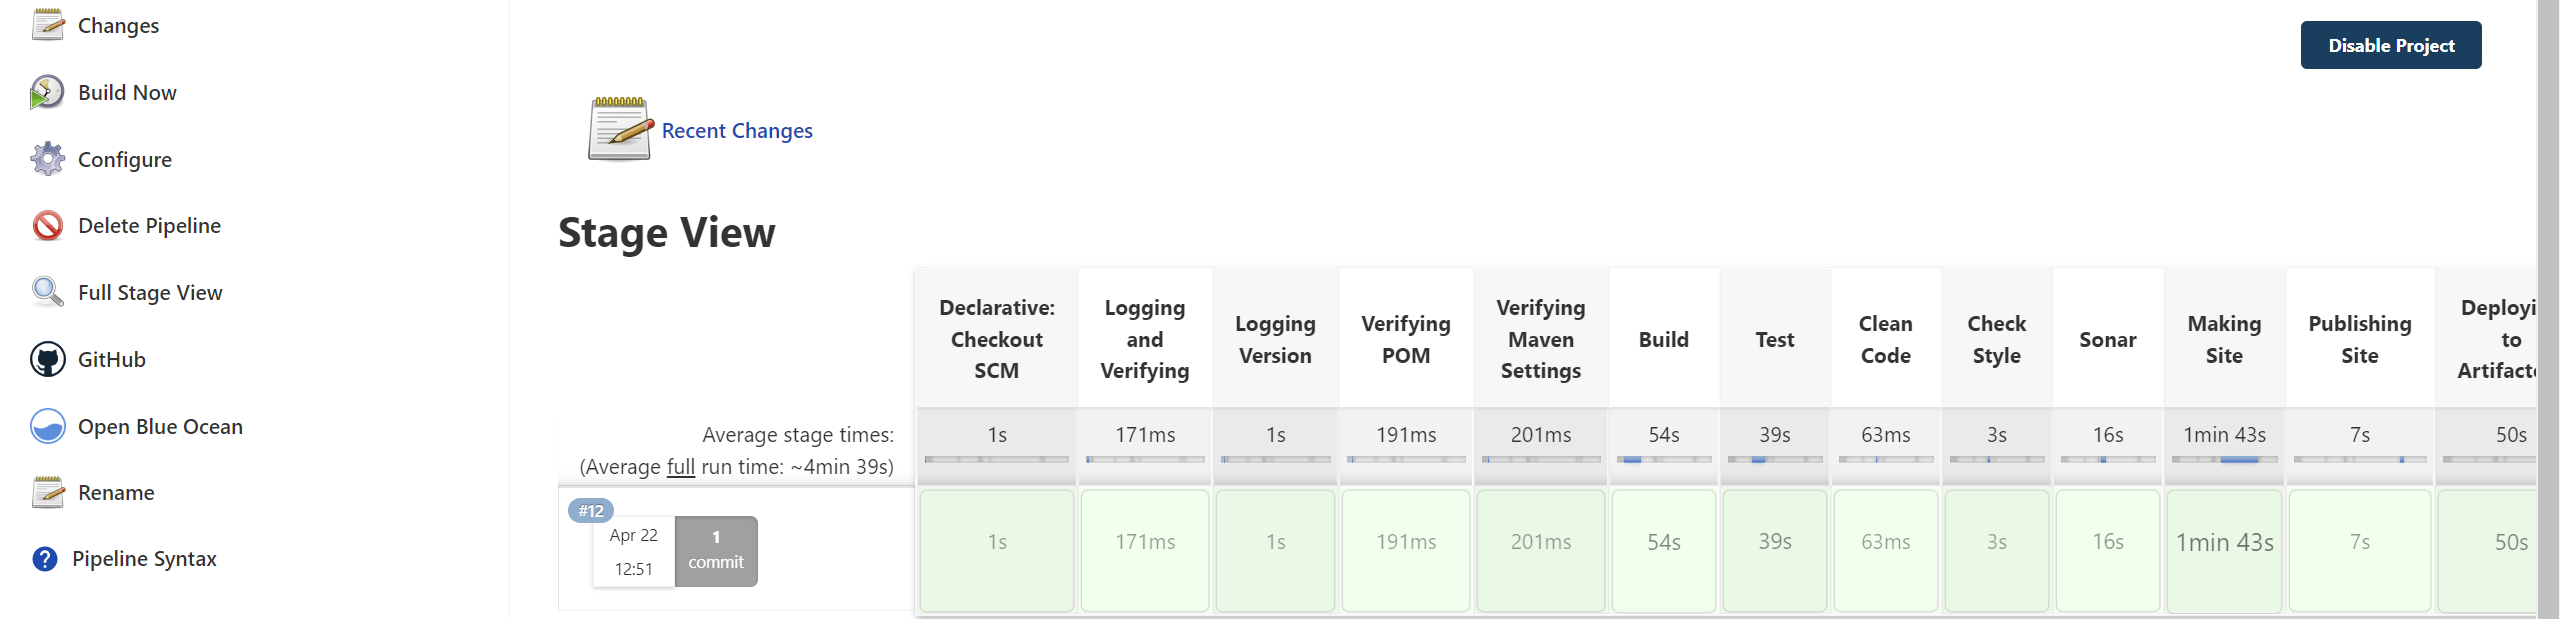 Changes
Build Now
Configure
Delete Pipeline
Full Stage View
GitHub
Open Blue Ocean
Rename
Pipeline Syntax
Disable Project
Recent Changes
Stage View
Declarative:
Checkout
SCM
Logging
and
Verifying
Logging
Version
Verifying
POM
Verifying
Maven
Settings
Build
Test
Clean
Code
Check
Style
Sonar
Making
Site
Publishing
Site
Deployi
to
Artifact
Average stage times:
(Average full run time: ~4min 39s)
1s 171ms 1s 191ms 201ms 54s 39s 63ms 3s 16s 1min 43s 7s 50s
#12
Apr 22
12:51
1
commit
1s 171ms 1s 191ms 201ms 54s 39s 63ms 3s 16s 1min 43s 7s 50s